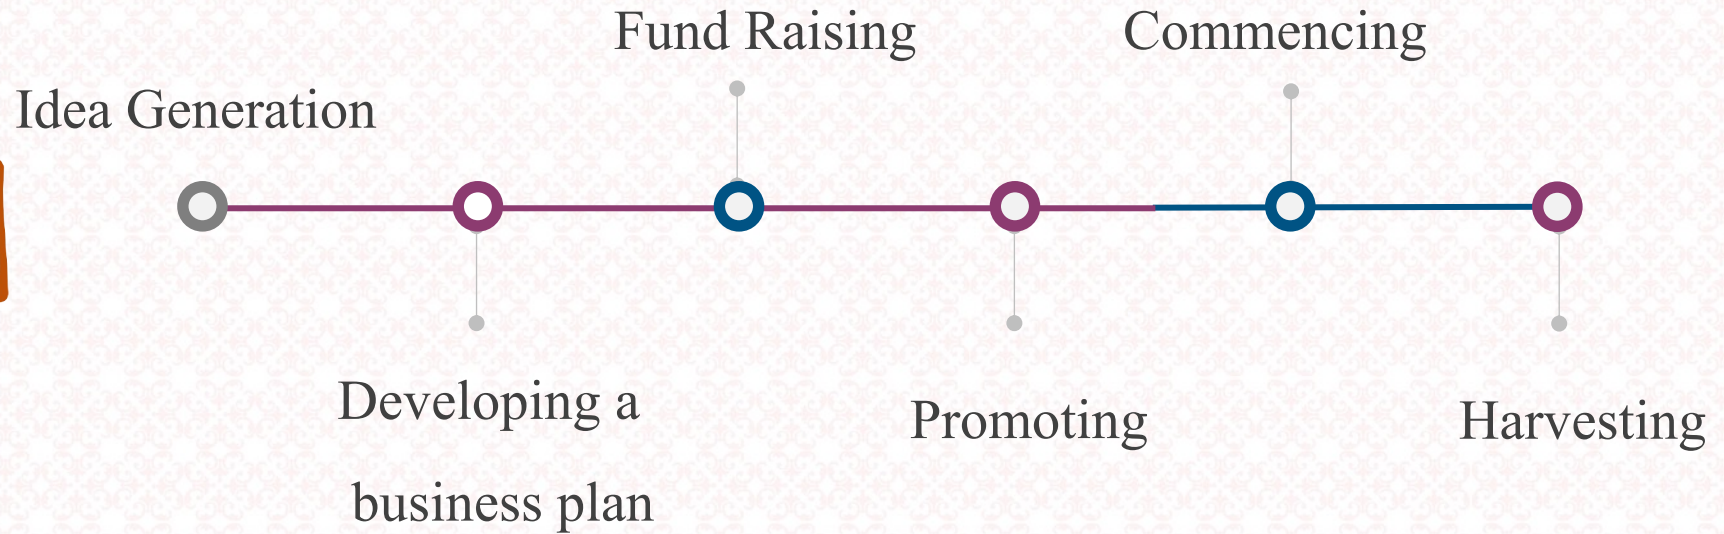 Idea Generation
Developing a
business plan
Fund Raising
Promoting
Commencing
Harvesting